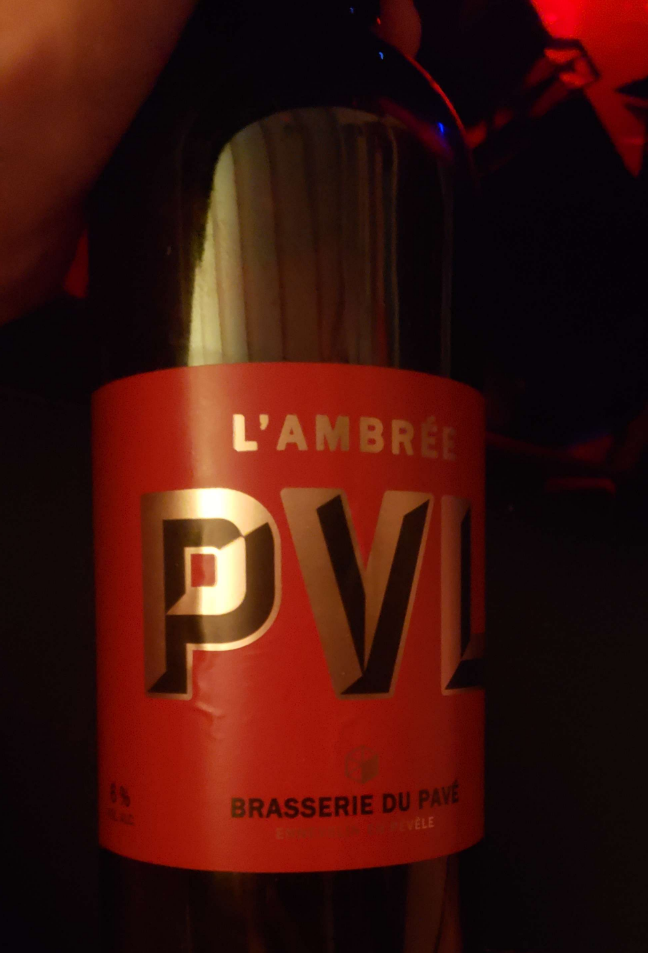 L'AMBRÉE
PVL
BRASSERIE DU PAVÉ
6 %